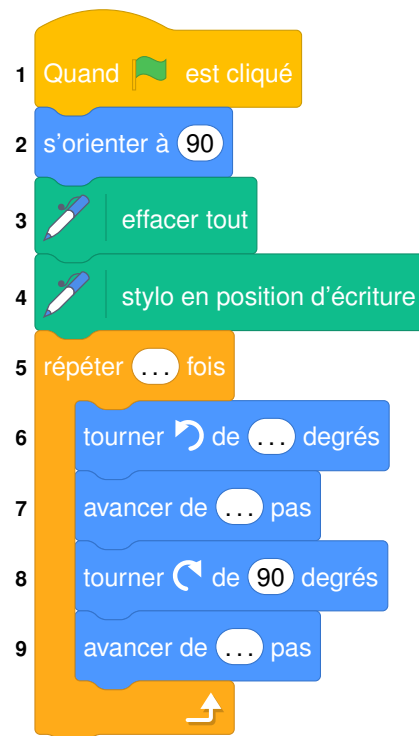 1 Quand est cliqué
2 s’orienter à 90
3 effacer tout
4 stylo en position d’écriture
5 répéter ... fois
6 tourner de ... degrés
7 avancer de ... pas
8 tourner de 90 degrés
9 avancer de ... pas